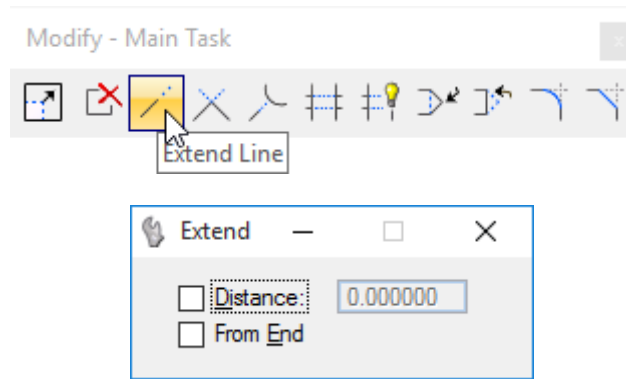 Modify - Main Task
Extend Line
Extend
Distance: 0.000000
From End